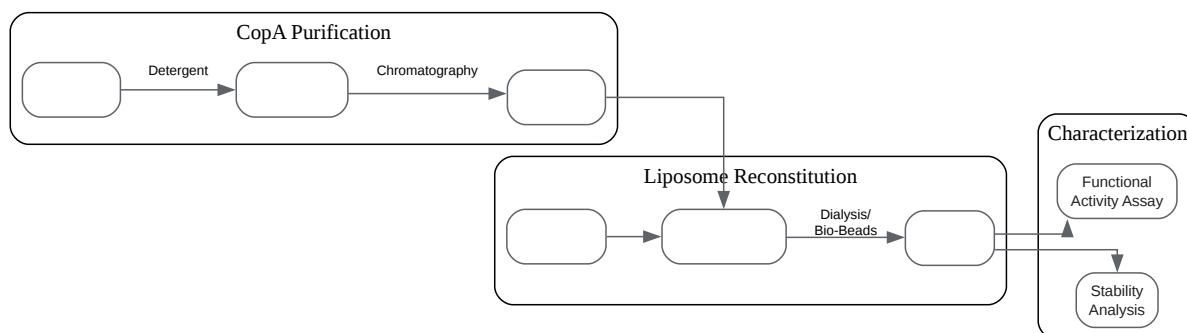 CopA Purification
Detergent
Chromatography
Characterization
Liposome Reconstitution
Functional
Activity Assay
Dialysis/
Bio-Beads
Stability
Analysis